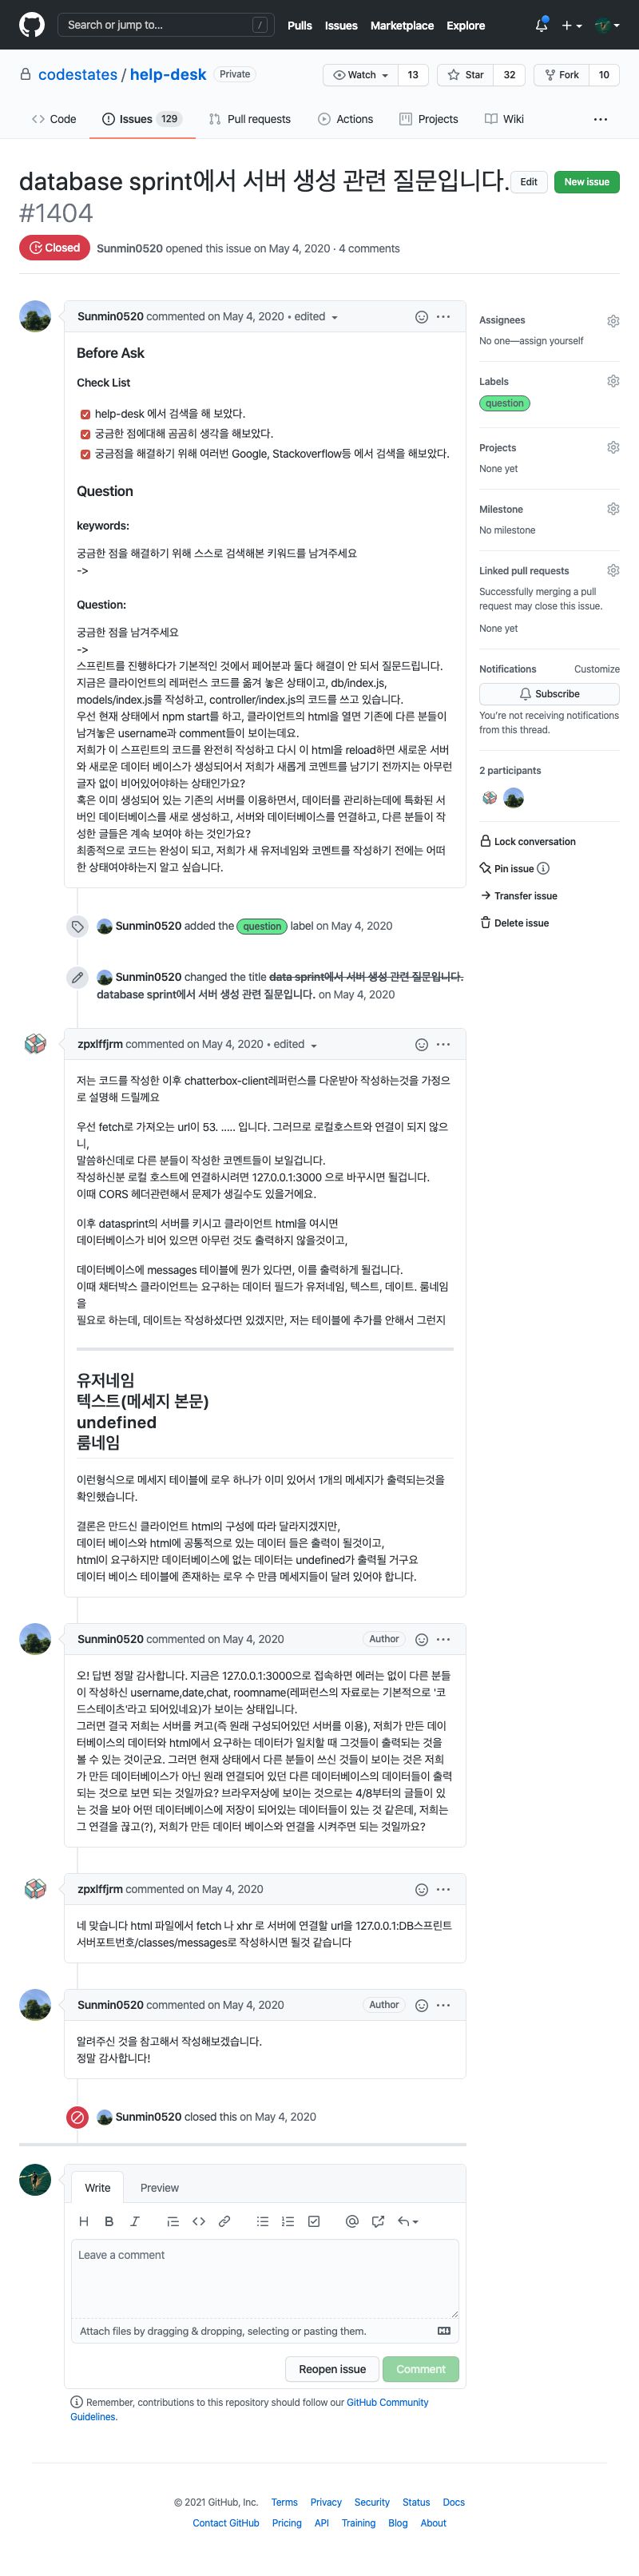 Search or jump to... /
Pulls Issues Marketplace Explore
codestates / help-desk Private
Watch 13 Star 32 Fork 10
Code Issues 129 Pull requests Actions Projects Wiki
database sprint에서 서버 생성 관련 질문입니다. Edit New issue
#1404
Closed Sunmin0520 opened this issue on May 4, 2020 · 4 comments
Sunmin0520 commented on May 4, 2020 • edited
Before Ask
Check List
help-desk 에서 검색을 해 보았다.
궁금한 점에대해 곰곰히 생각을 해보았다.
궁금점을 해결하기 위해 여러번 Google, Stackoverflow등 에서 검색을 해보았다.
Question
keywords:
궁금한 점을 해결하기 위해 스스로 검색해본 키워드를 남겨주세요
->
Question:
궁금한 점을 남겨주세요
->
스프린트를 진행하다가 기본적인 것에서 페어분과 둘다 해결이 안 되서 질문드립니다.
지금은 클라이언트의 레퍼런스 코드를 옮겨 놓은 상태이고, db/index.js,
models/index.js를 작성하고, controller/index.js의 코드를 쓰고 있습니다.
우선 현재 상태에서 npm start를 하고, 클라이언트의 html을 열면 기존에 다른 분들이
남겨놓은 username과 comment들이 보이는데요.
저희가 이 스프린트의 코드를 완전히 작성하고 다시 이 html을 reload하면 새로운 서버
와 새로운 데이터 베이스가 생성되어서 저희가 새롭게 코멘트를 남기기 전까지는 아무런
글자 없이 비어있어야하는 상태인가요?
혹은 이미 생성되어 있는 기존의 서버를 이용하면서, 데이터를 관리하는데에 특화된 서
버인 데이터베이스를 새로 생성하고, 서버와 데이터베이스를 연결하고, 다른 분들이 작
성한 글들은 계속 보여야 하는 것인가요?
최종적으로 코드는 완성이 되고, 저희가 새 유저네임와 코멘트를 작성하기 전에는 어떠
한 상태여야하는지 알고 싶습니다.
Sunmin0520 added the question label on May 4, 2020
Sunmin0520 changed the title data sprint에서 서버 생성 관련 질문입니다.
database sprint에서 서버 생성 관련 질문입니다. on May 4, 2020
zpxlffjrm commented on May 4, 2020 • edited
저는 코드를 작성한 이후 chatterbox-client레퍼런스를 다운받아 작성하는것을 가정으
로 설명해 드릴께요
우선 fetch로 가져오는 url이 53. ..... 입니다. 그러므로 로컬호스트와 연결이 되지 않으
니,
말씀하신데로 다른 분들이 작성한 코멘트들이 보일겁니다.
작성하신분 로컬 호스트에 연결하시려면 127.0.0.1:3000 으로 바꾸시면 될겁니다.
이때 CORS 헤더관련해서 문제가 생길수도 있을거에요.
이후 datasprint의 서버를 키시고 클라이언트 html을 여시면
데이터베이스가 비어 있으면 아무런 것도 출력하지 않을것이고,
데이터베이스에 messages 테이블에 뭔가 있다면, 이를 출력하게 될겁니다.
이때 채터박스 클라이언트는 요구하는 데이터 필드가 유저네임, 텍스트, 데이트. 룸네임
을
필요로 하는데, 데이트는 작성하셨다면 있겠지만, 저는 테이블에 추가를 안해서 그런지
유저네임
텍스트(메세지 본문)
undefined
룸네임
이런형식으로 메세지 테이블에 로우 하나가 이미 있어서 1개의 메세지가 출력되는것을
확인했습니다.
결론은 만드신 클라이언트 html의 구성에 따라 달라지겠지만,
데이터 베이스와 html에 공통적으로 있는 데이터 들은 출력이 될것이고,
html이 요구하지만 데이터베이스에 없는 데이터는 undefined가 출력될 거구요
데이터 베이스 테이블에 존재하는 로우 수 만큼 메세지들이 달려 있어야 합니다.
Sunmin0520 commented on May 4, 2020 Author
오! 답변 정말 감사합니다. 지금은 127.0.0.1:3000으로 접속하면 에러는 없이 다른 분들
이 작성하신 username,date,chat, roomname(레퍼런스의 자료로는 기본적으로 '코
드스테이츠'라고 되어있네요)가 보이는 상태입니다.
그러면 결국 저희는 서버를 켜고(즉 원래 구성되어있던 서버를 이용), 저희가 만든 데이
터베이스의 데이터와 html에서 요구하는 데이터가 일치할 때 그것들이 출력되는 것을
볼 수 있는 것이군요. 그러면 현재 상태에서 다른 분들이 쓰신 것들이 보이는 것은 저희
가 만든 데이터베이스가 아닌 원래 연결되어 있던 다른 데이터베이스의 데이터들이 출력
되는 것으로 보면 되는 것일까요? 브라우저상에 보이는 것으로는 4/8부터의 글들이 있
는 것을 보아 어떤 데이터베이스에 저장이 되어있는 데이터들이 있는 것 같은데, 저희는
그 연결을 끊고(?), 저희가 만든 데이터 베이스와 연결을 시켜주면 되는 것일까요?
zpxlffjrm commented on May 4, 2020
네 맞습니다 html 파일에서 fetch 나 xhr 로 서버에 연결할 url을 127.0.0.1:DB스프린트
서버포트번호/classes/messages로 작성하시면 될것 같습니다
Sunmin0520 commented on May 4, 2020 Author
알려주신 것을 참고해서 작성해보겠습니다.
정말 감사합니다!
Sunmin0520 closed this on May 4, 2020
Write Preview
Leave a comment
Attach files by dragging & dropping, selecting or pasting them.
Reopen issue Comment
Remember, contributions to this repository should follow our GitHub Community
Guidelines.
Assignees
No one—assign yourself
Labels
question
Projects
None yet
Milestone
No milestone
Linked pull requests
Successfully merging a pull
request may close this issue.
None yet
Notifications Customize
Subscribe
You're not receiving notifications
from this thread.
2 participants
Lock conversation
Pin issue
Transfer issue
Delete issue
© 2021 GitHub, Inc. Terms Privacy Security Status Docs
Contact GitHub Pricing API Training Blog About